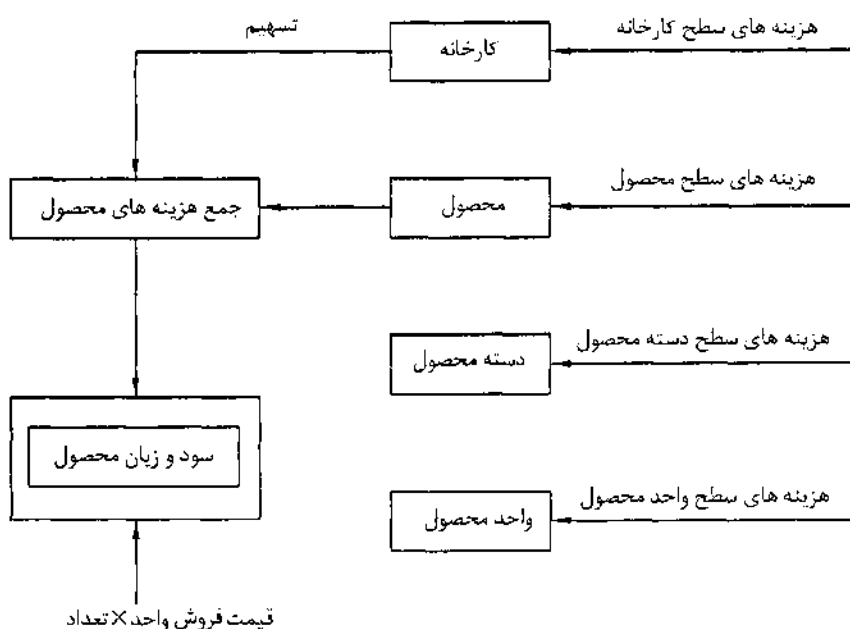 هزینه های سطح کارخانه
کارخانه
تسهیم
هزینه های سطح محصول
محصول
جمع هزینه های محصول
هزینه های سطح دسته محصول
دسته محصول
سود و زیان محصول
هزینه های سطح واحد محصول
واحد محصول
قیمت فروش واحد×تعداد